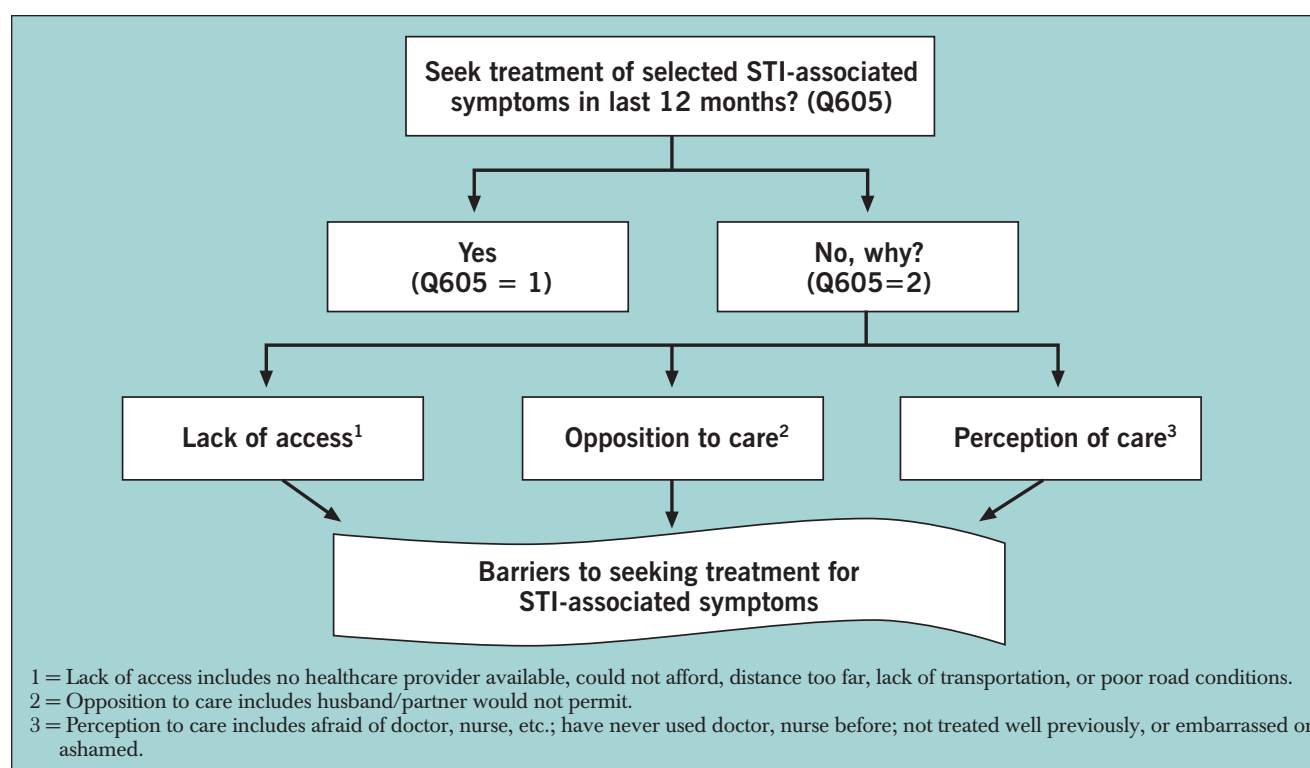 Seek treatment of selected STI-associated
symptoms in last 12 months? (Q605)
Yes
(Q605 = 1)
No, why?
(Q605=2)
Lack of access¹
Opposition to care²
Perception of care³
Barriers to seeking treatment for
STI-associated symptoms
1 = Lack of access includes no healthcare provider available, could not afford, distance too far, lack of transportation, or poor road conditions.
2 = Opposition to care includes husband/partner would not permit.
3 = Perception to care includes afraid of doctor, nurse, etc.; have never used doctor, nurse before; not treated well previously, or embarrassed or
ashamed.